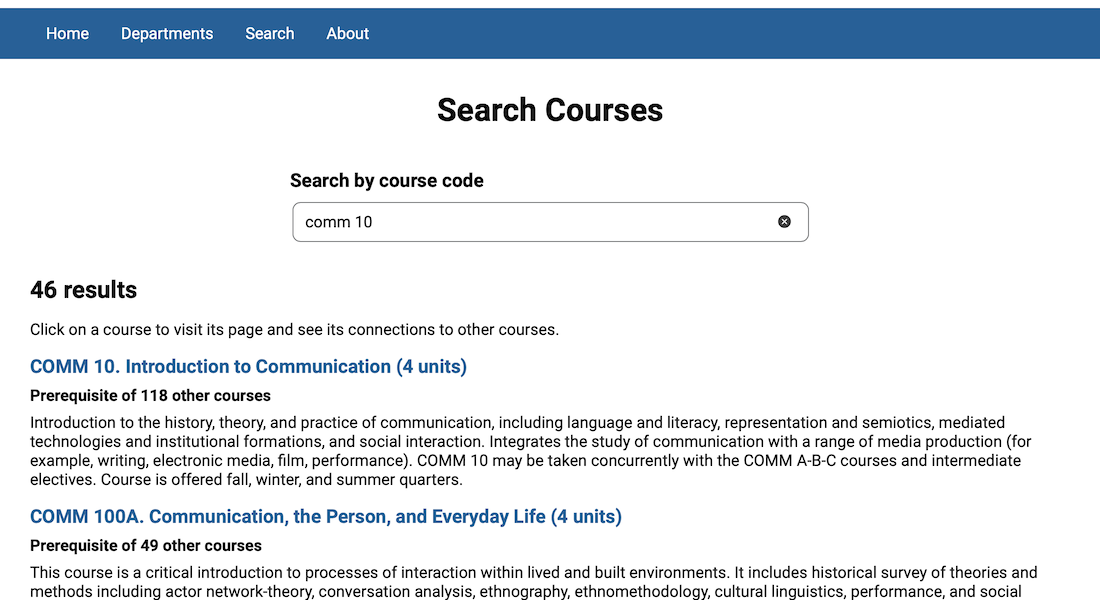 Home Departments Search About
Search Courses
Search by course code
comm 10
46 results
Click on a course to visit its page and see its connections to other courses.
COMM 10. Introduction to Communication (4 units)
Prerequisite of 118 other courses
Introduction to the history, theory, and practice of communication, including language and literacy, representation and semiotics, mediated
technologies and institutional formations, and social interaction. Integrates the study of communication with a range of media production (for
example, writing, electronic media, film, performance). COMM 10 may be taken concurrently with the COMM A-B-C courses and intermediate
electives. Course is offered fall, winter, and summer quarters.
COMM 100A. Communication, the Person, and Everyday Life (4 units)
Prerequisite of 49 other courses
This course is a critical introduction to processes of interaction within lived and built environments. It includes historical survey of theories and
methods including actor network-theory, conversation analysis, ethnography, ethnomethodology, cultural linguistics, performance, and social